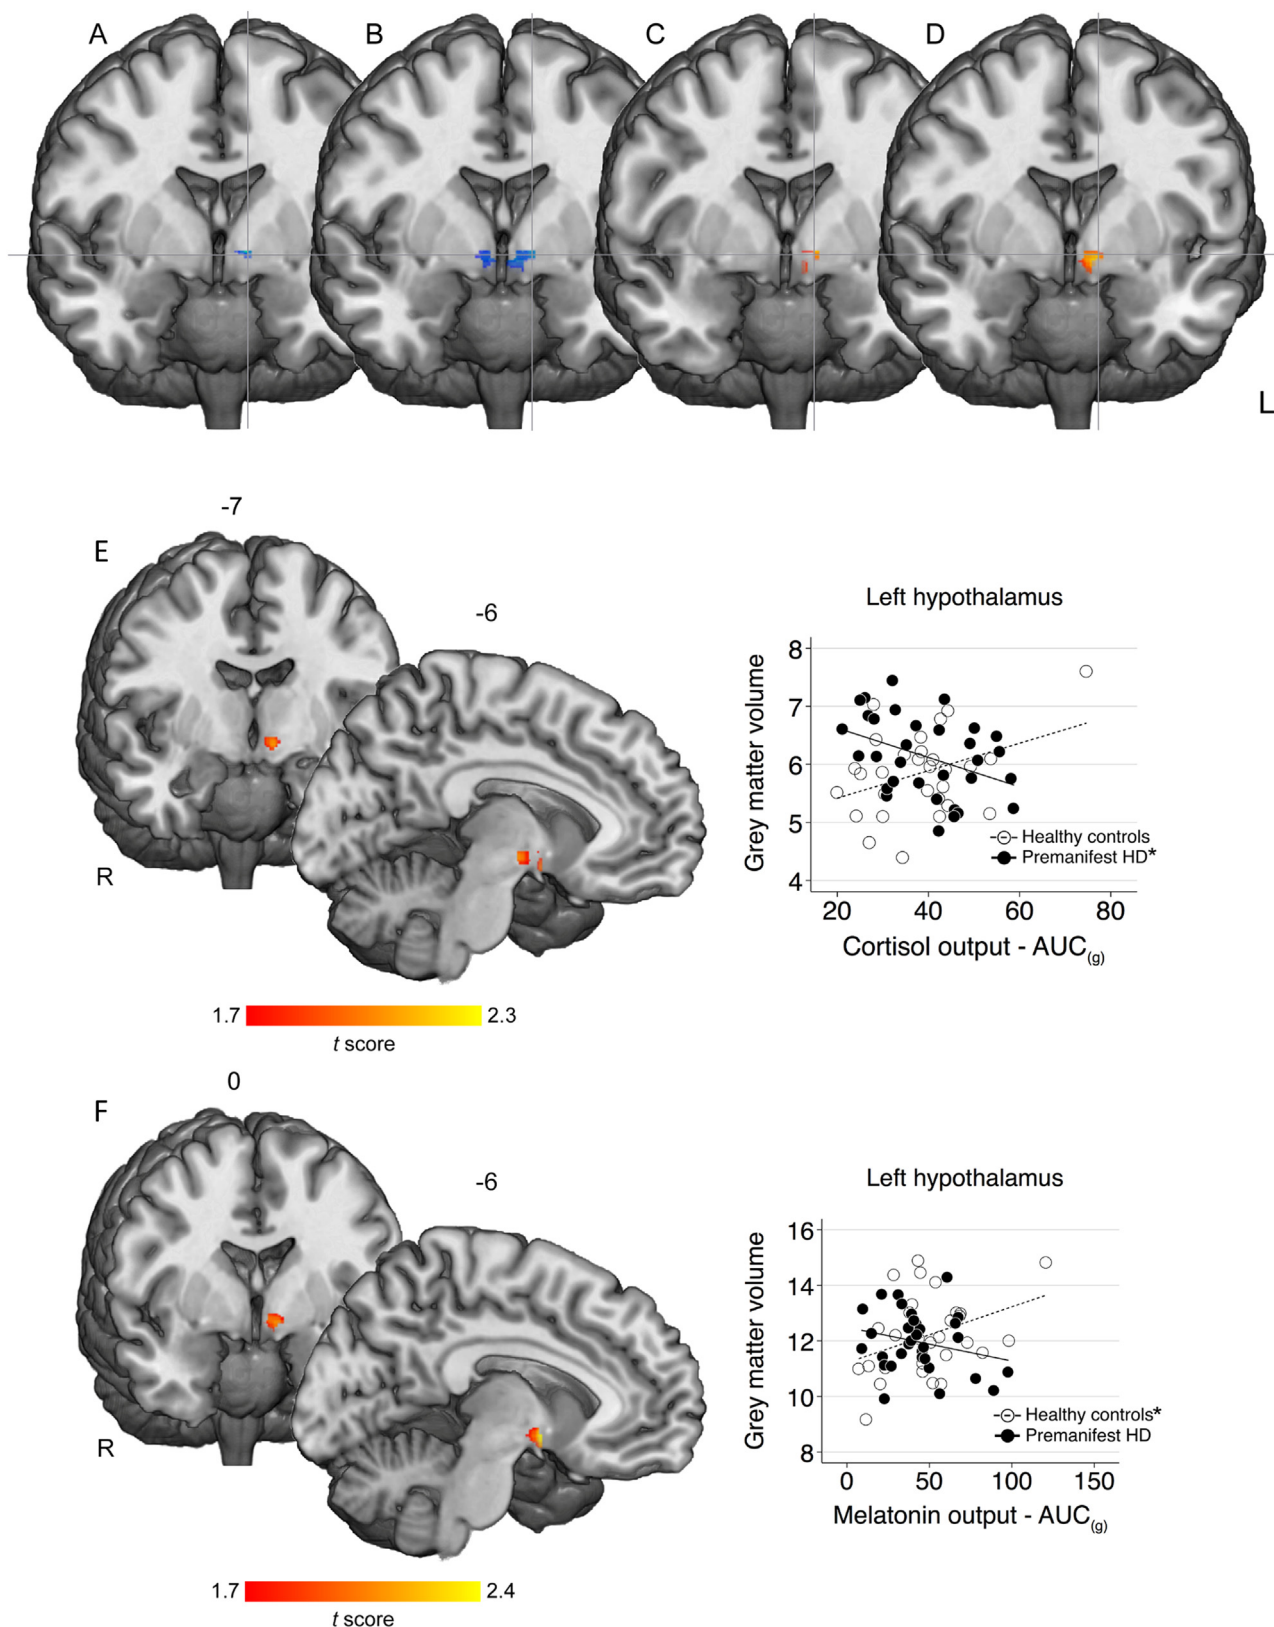 A B C D
L
-7
E
-6
R
1.7 2.3
t score
Left hypothalamus
Grey matter volume
8
7
6
5
4
Healthy controls
Premanifest HD*
20 40 60 80
Cortisol output - AUC(g)
0
F
-6
R
1.7 2.4
t score
Left hypothalamus
Grey matter volume
16
14
12
10
8
Healthy controls*
Premanifest HD
0 50 100 150
Melatonin output - AUC(g)